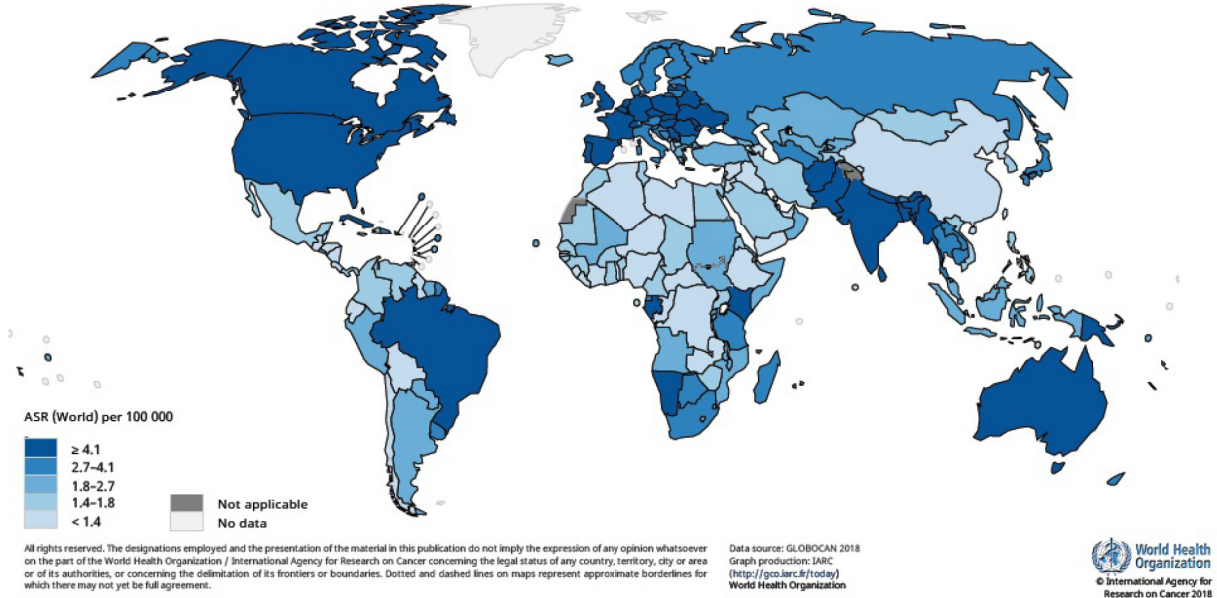 ASR (World) per 100 000
≥ 4.1
2.7–4.1
1.8–2.7
1.4–1.8
< 1.4
Not applicable
No data
All rights reserved. The designations employed and the presentation of the material in this publication do not imply the expression of any opinion whatsoever
on the part of the World Health Organization / International Agency for Research on Cancer concerning the legal status of any country, territory, city or area
or of its authorities, or concerning the delimitation of its frontiers or boundaries. Dotted and dashed lines on maps represent approximate borderlines for
which there may not yet be full agreement.
Data source: GLOBOCAN 2018
Graph production: IARC
(http://gco.iarc.fr/today)
World Health Organization
World Health
Organization
© International Agency for
Research on Cancer 2018